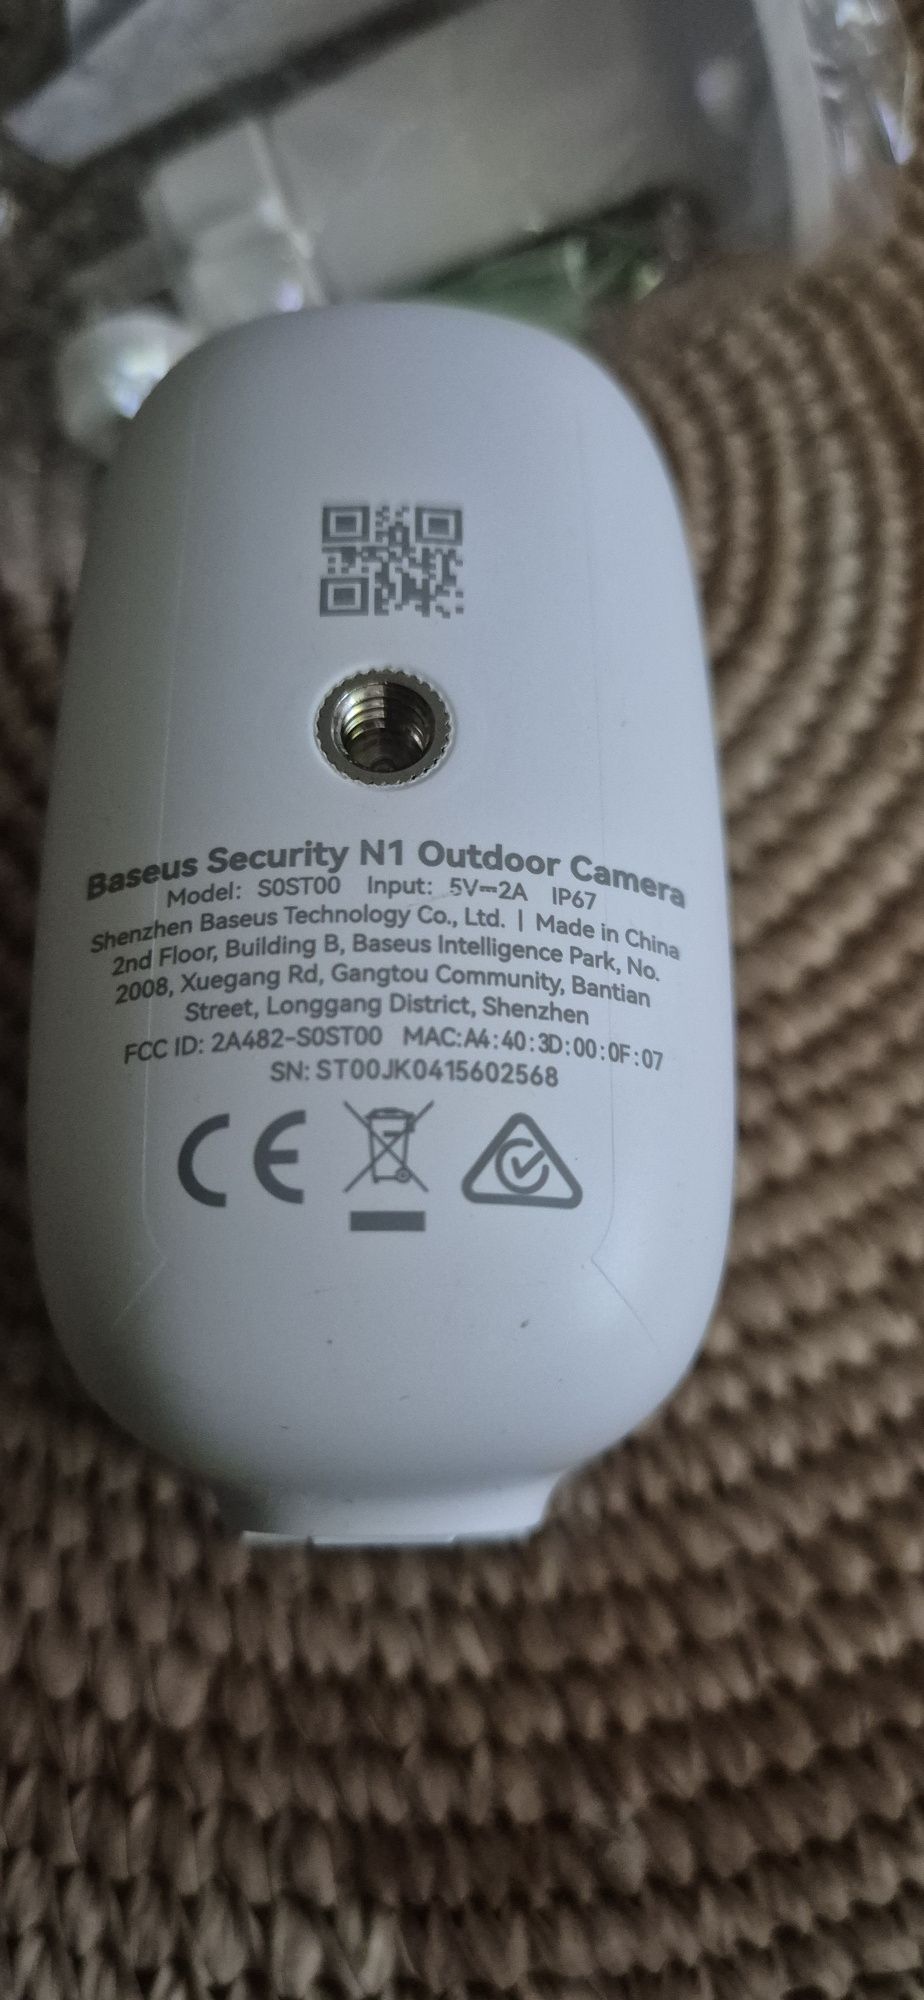 Baseus Security N1 Outdoor Camera
Model: S0ST00 Input: 5V⎓2A IP67
Shenzhen Baseus Technology Co., Ltd. | Made in China
2nd Floor, Building B, Baseus Intelligence Park, No.
2008, Xuegang Rd, Gangtou Community, Bantian
Street, Longgang District, Shenzhen
FCC ID: 2A482-S0ST00 MAC:A4:40:3D:00:0F:07
SN: ST00JK0415602568
CE